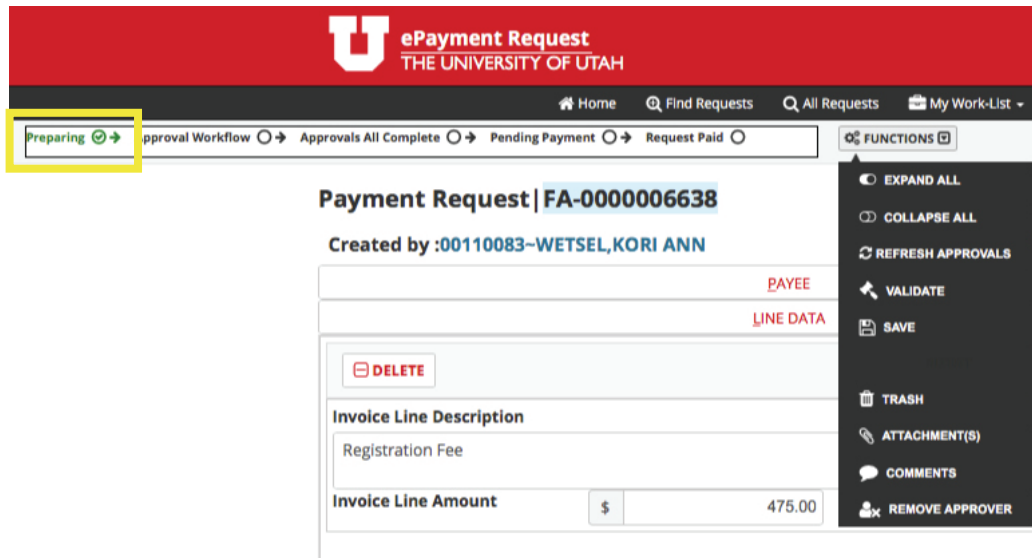 U
ePayment Request
THE UNIVERSITY OF UTAH
Home Find Requests All Requests My Work-List
Preparing Approval Workflow Approvals All Complete Pending Payment Request Paid
FUNCTIONS
EXPAND ALL
COLLAPSE ALL
REFRESH APPROVALS
VALIDATE
SAVE
TRASH
ATTACHMENT(S)
COMMENTS
REMOVE APPROVER
Payment Request|FA-0000006638
Created by :00110083~WETSEL,KORI ANN
PAYEE
LINE DATA
DELETE
Invoice Line Description
Registration Fee
Invoice Line Amount $ 475.00